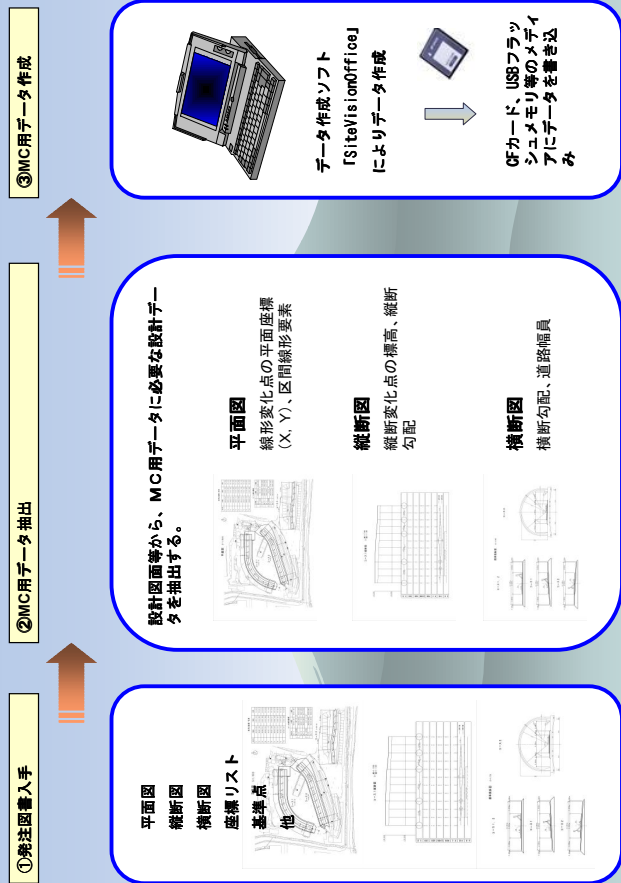 ①発注図書入手
平面図
縦断図
横断図
座標リスト
基準点
他
②MC用データ抽出
設計図面等から、MC用データに必要な設計デー
タを抽出する。
平面図
線形変化点の平面座標
(X, Y)、区間線形要素
縦断図
縦断変化点の標高、縦断
勾配
横断図
横断勾配、道路幅員
③MC用データ作成
データ作成ソフト
「SiteVisionOffice」
によりデータ作成
CFカード、USBフラッ
シュメモリ等のメディ
アにデータを書き込
み